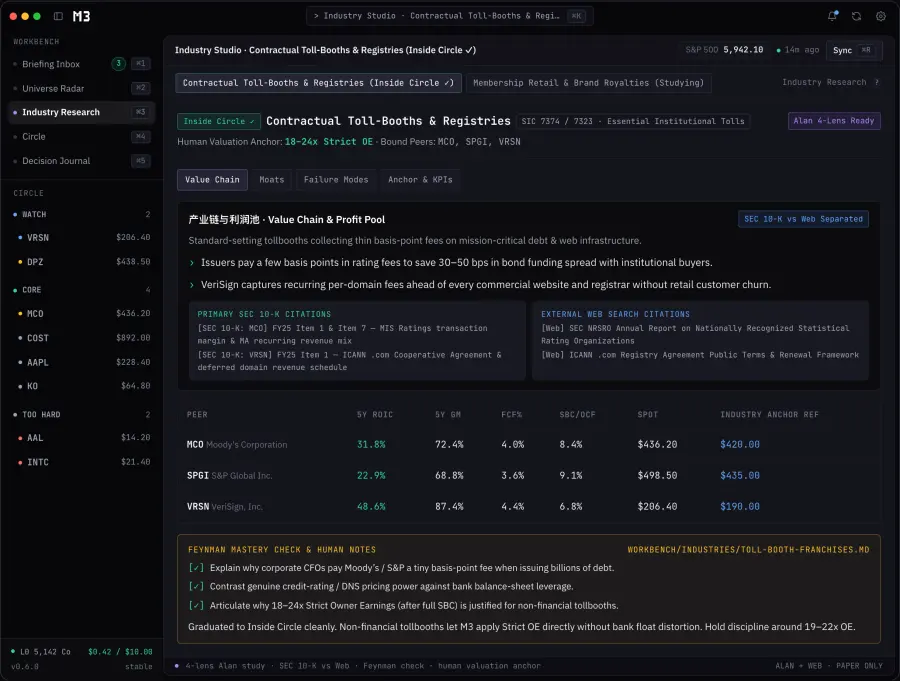 M3
> Industry Studio · Contractual Toll-Booths & Regi… ⌘K
WORKBENCH
Briefing Inbox 3 ⌘1
Universe Radar ⌘2
Industry Research ⌘3
Circle ⌘4
Decision Journal ⌘5
CIRCLE
WATCH 2
VRSN $206.40
DPZ $438.50
CORE 4
MCO $436.20
COST $892.00
AAPL $228.40
KO $64.80
TOO HARD 2
AAL $14.20
INTC $21.40
L0 5,142 Co $0.42 / $10.00
v0.6.0 stable
Industry Studio · Contractual Toll-Booths & Registries (Inside Circle ✓)
S&P 500 5,942.10 14m ago Sync ⌘R
Contractual Toll-Booths & Registries (Inside Circle ✓) Membership Retail & Brand Royalties (Studying) Industry Research ?
Inside Circle ✓ Contractual Toll-Booths & Registries SIC 7374 / 7323 · Essential Institutional Tolls Alan 4-Lens Ready
Human Valuation Anchor: 18–24x Strict OE · Bound Peers: MCO, SPGI, VRSN
Value Chain Moats Failure Modes Anchor & KPIs
产业链与利润池 · Value Chain & Profit Pool SEC 10-K vs Web Separated
Standard-setting tollbooths collecting thin basis-point fees on mission-critical debt & web infrastructure.
› Issuers pay a few basis points in rating fees to save 30–50 bps in bond funding spread with institutional buyers.
› VeriSign captures recurring per-domain fees ahead of every commercial website and registrar without retail customer churn.
PRIMARY SEC 10-K CITATIONS
[SEC 10-K: MCO] FY25 Item 1 & Item 7 — MIS Ratings transaction
margin & MA recurring revenue mix
[SEC 10-K: VRSN] FY25 Item 1 — ICANN .com Cooperative Agreement &
deferred domain revenue schedule
EXTERNAL WEB SEARCH CITATIONS
[Web] SEC NRSRO Annual Report on Nationally Recognized Statistical
Rating Organizations
[Web] ICANN .com Registry Agreement Public Terms & Renewal Framework
PEER 5Y ROIC 5Y GM FCF% SBC/OCF SPOT INDUSTRY ANCHOR REF
MCO Moody's Corporation 31.8% 72.4% 4.0% 8.4% $436.20 $420.00
SPGI S&P Global Inc. 22.9% 68.8% 3.6% 9.1% $498.50 $435.00
VRSN VeriSign, Inc. 48.6% 87.4% 4.4% 6.8% $206.40 $190.00
FEYNMAN MASTERY CHECK & HUMAN NOTES WORKBENCH/INDUSTRIES/TOLL-BOOTH-FRANCHISES.MD
[✓] Explain why corporate CFOs pay Moody's / S&P a tiny basis-point fee when issuing billions of debt.
[✓] Contrast genuine credit-rating / DNS pricing power against bank balance-sheet leverage.
[✓] Articulate why 18–24x Strict Owner Earnings (after full SBC) is justified for non-financial tollbooths.
Graduated to Inside Circle cleanly. Non-financial tollbooths let M3 apply Strict OE directly without bank float distortion. Hold discipline around 19–22x OE.
4-lens Alan study · SEC 10-K vs Web · Feynman check · human valuation anchor ALAN + WEB · PAPER ONLY